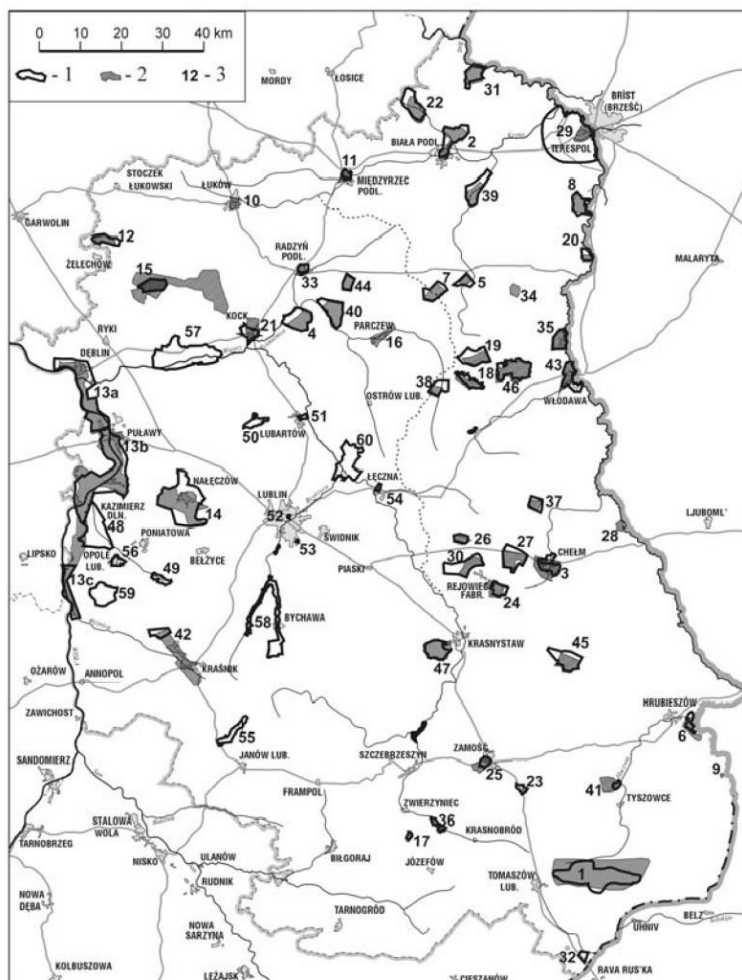 0 10 20 30 40 km
- 1 - 2 12 - 3
MORDY
ŁOSICE
31
22
BRÌST
(BRZEŚĆ)
29
TERESPOL
BIAŁA PODL.
2
11
MIĘDZYRZEC
PODL.
STOCZEK
ŁUKOWSKI
ŁUKÓW
10
39
8
GARWOLIN
12
ŻELECHÓW
20
MALARYTA
RADZYŃ
PODL.
33
44
7
5
34
15
KOCK
21
4
40
PARCZEW
16
35
RYKI
57
19
DĘBLIN
38
18
46
43
WŁODAWA
13a
OSTRÓW LUB.
50
51
LUBARTÓW
PUŁAWY
13b
60
ŁĘCZNA
54
NAŁĘCZÓW
14
LUBLIN
52
37
KAZIMIERZ
DLN.
48
PONIATOWA
ŚWIDNIK
53
LJUBOML'
28
26
27
CHEŁM
3
LIPSKO
OPOLE
LUB.
56
BEŁŻYCE
PIASKI
30
REJOWIEC
FABR.
24
49
13c
59
58
BYCHAWA
42
KRASNYSTAW
47
45
KRAŚNIK
OŻARÓW
ANNOPOL
ZAWICHOST
HRUBIESZÓW
6
55
JANÓW LUB.
SZCZEBRZESZYN
ZAMOŚĆ
25
SANDOMIERZ
23
41
9
TYSZOWCE
FRAMPOL
ZWIERZYNIEC
36
17
KRASNOBRÓD
STALOWA
WOLA
TARNOBRZEG
NISKO
ULANÓW
BIŁGORAJ
JÓZEFÓW
RUDNIK
1
TOMASZÓW
LUB.
NOWA
DĘBA
TARNOGRÓD
NOWA
SARZYNA
UHNIV
BELZ
32
KOLBUSZOWA
LEŻAJSK
CIESZANÓW
RAVA RUS'KA